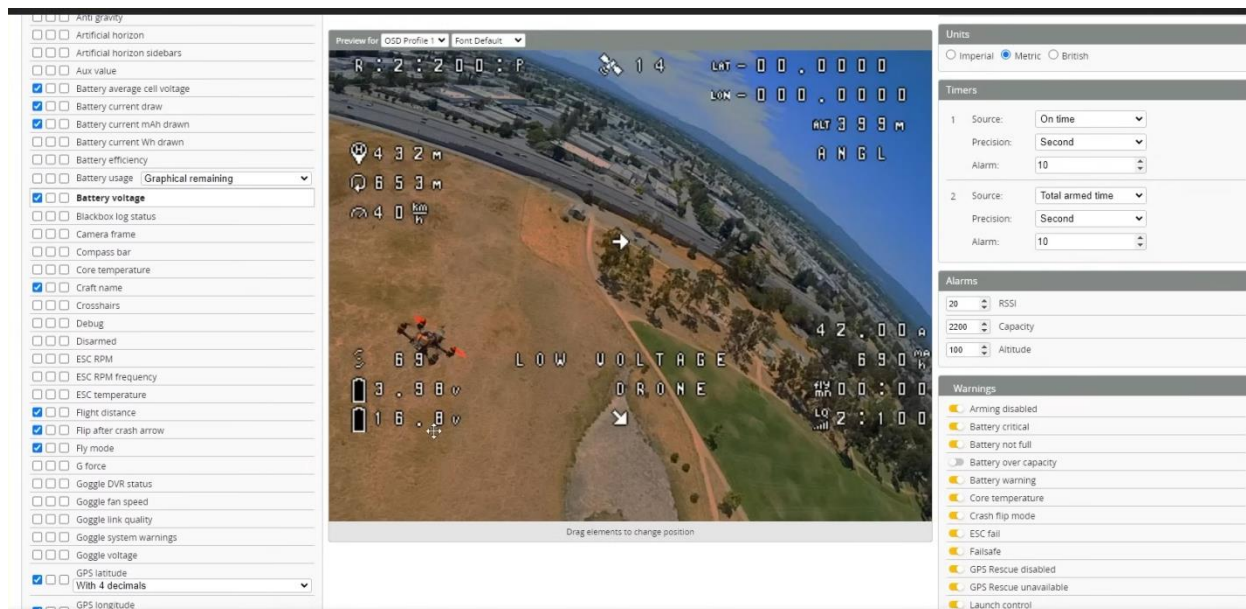 Anti gravity
Artificial horizon
Artificial horizon sidebars
Aux value
Battery average cell voltage
Battery current draw
Battery current mAh drawn
Battery current Wh drawn
Battery efficiency
Battery usage Graphical remaining
Battery voltage
Blackbox log status
Camera frame
Compass bar
Core temperature
Craft name
Crosshairs
Debug
Disarmed
ESC RPM
ESC RPM frequency
ESC temperature
Flight distance
Flip after crash arrow
Fly mode
G force
Goggle DVR status
Goggle fan speed
Goggle link quality
Goggle system warnings
Goggle voltage
GPS latitude
With 4 decimals
GPS longitude
Preview for OSD Profile 1 Font Default
R:2:200:P 14 LAT-00.0000
LON-000.0000
ALT 399M
ANGL
432M
653M
40 km/h
42.00A
69 LOW VOLTAGE 690 mAh
3.98V DRONE fly mn 00:00
16.8V LQ 2:100
Drag elements to change position
Units
Imperial Metric British
Timers
1 Source: On time
Precision: Second
Alarm: 10
2 Source: Total armed time
Precision: Second
Alarm: 10
Alarms
20 RSSI
2200 Capacity
100 Altitude
Warnings
Arming disabled
Battery critical
Battery not full
Battery over capacity
Battery warning
Core temperature
Crash flip mode
ESC fail
Failsafe
GPS Rescue disabled
GPS Rescue unavailable
Launch control